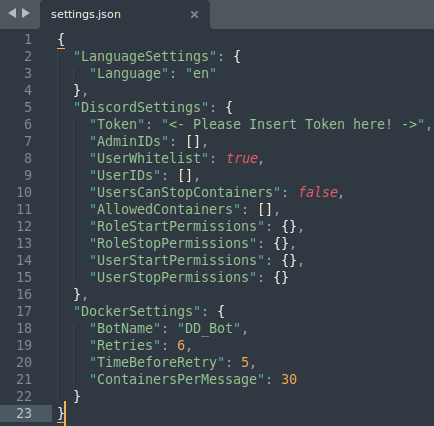 settings.json ×
1 {
2 "LanguageSettings": {
3 "Language": "en"
4 },
5 "DiscordSettings": {
6 "Token": "<- Please Insert Token here! ->",
7 "AdminIDs": [],
8 "UserWhitelist": true,
9 "UserIDs": [],
10 "UsersCanStopContainers": false,
11 "AllowedContainers": [],
12 "RoleStartPermissions": {},
13 "RoleStopPermissions": {},
14 "UserStartPermissions": {},
15 "UserStopPermissions": {}
16 },
17 "DockerSettings": {
18 "BotName": "DD_Bot",
19 "Retries": 6,
20 "TimeBeforeRetry": 5,
21 "ContainersPerMessage": 30
22 }
23 }